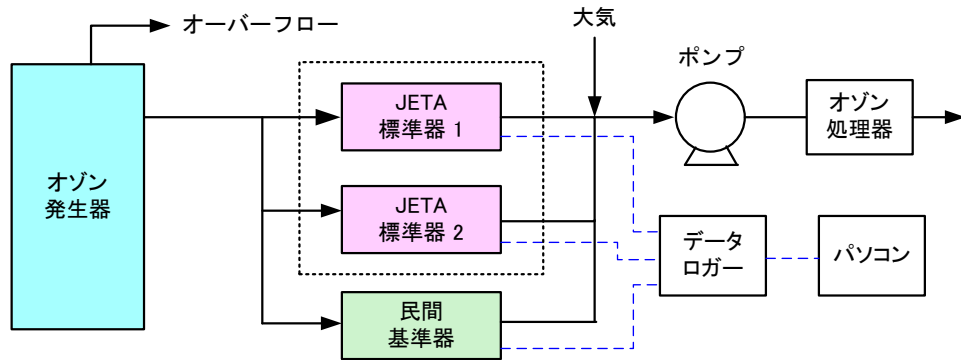 オーバーフロー
大気
ポンプ
オゾン
発生器
JETA
標準器 1
オゾン
処理器
JETA
標準器 2
データ
ロガー
パソコン
民間
基準器